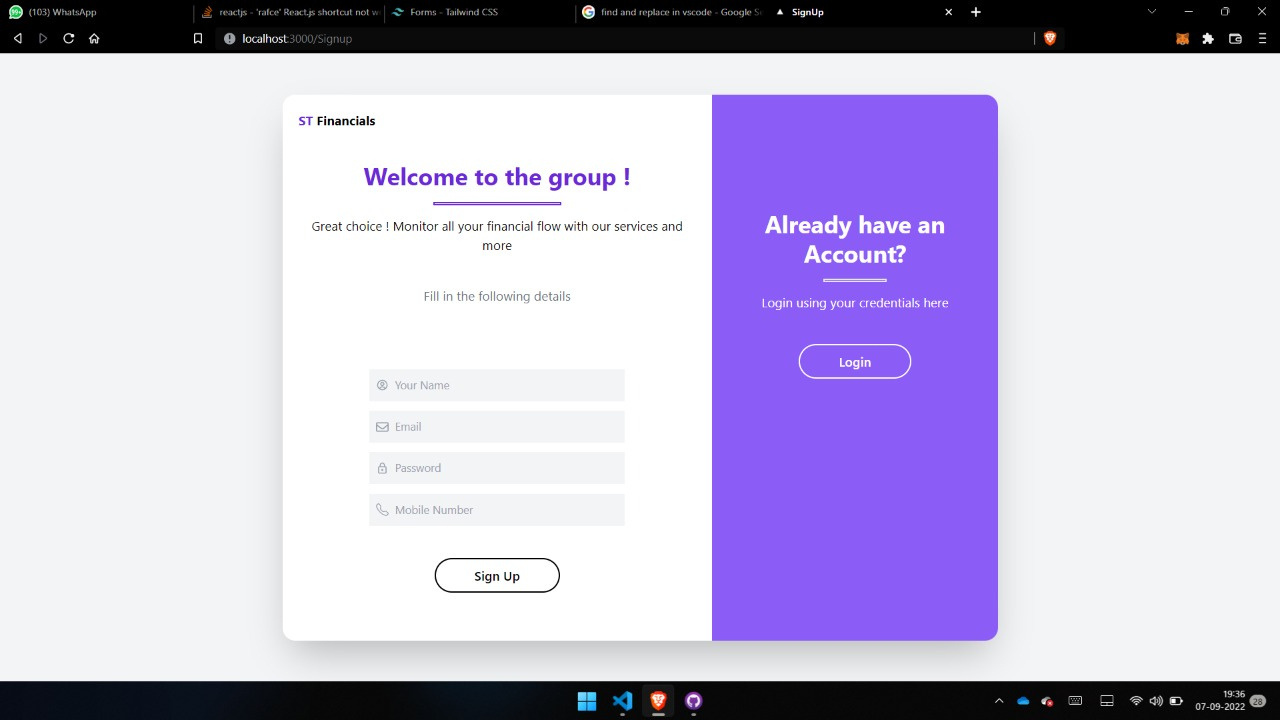 99+
(103) WhatsApp
reactjs - 'rafce' React.js shortcut not w
Forms - Tailwind CSS
find and replace in vscode - Google S
SignUp
localhost:3000/Signup
ST Financials
Welcome to the group !
Great choice ! Monitor all your financial flow with our services and
more
Fill in the following details
Your Name
Email
Password
Mobile Number
Sign Up
Already have an
Account?
Login using your credentials here
Login
19:36
07-09-2022
28